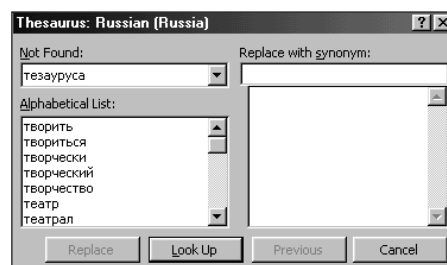 Thesaurus: Russian (Russia)
Not Found:
Replace with synonym:
тезауруса
Alphabetical List:
творить
твориться
творчески
творческий
творчество
театр
театрал
Replace
Look Up
Previous
Cancel